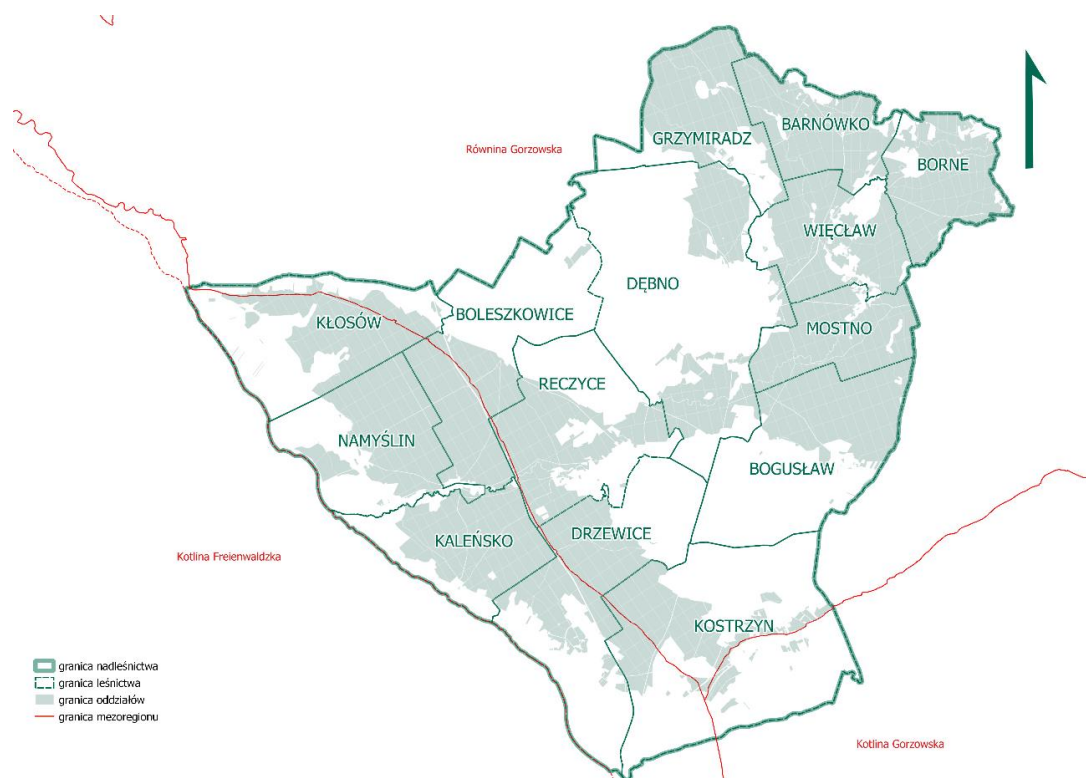 GRZYMIRADZ
BARNÓWKO
Równina Gorzowska
BORNE
WIĘCŁAW
DĘBNO
BOLESZKOWICE
KŁOSÓW
MOSTNO
RECZYCE
NAMYŚLIN
BOGUSŁAW
KALEŃSKO
DRZEWICE
Kotlina Freienwaldzka
KOSTRZYN
granica nadleśnictwa
granica leśnictwa
granica oddziałów
granica mezoregionu
Kotlina Gorzowska